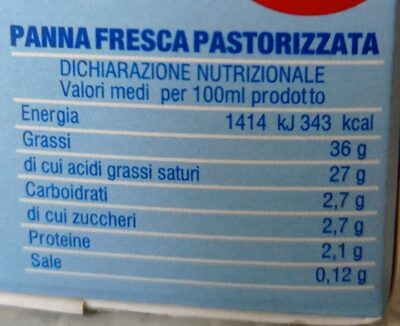 PANNA FRESCA PASTORIZZATA
DICHIARAZIONE NUTRIZIONALE
Valori medi per 100ml prodotto
Energia 1414 kJ 343 kcal
Grassi 36 g
di cui acidi grassi saturi 27 g
Carboidrati 2,7 g
di cui zuccheri 2,7 g
Proteine 2,1 g
Sale 0,12 g